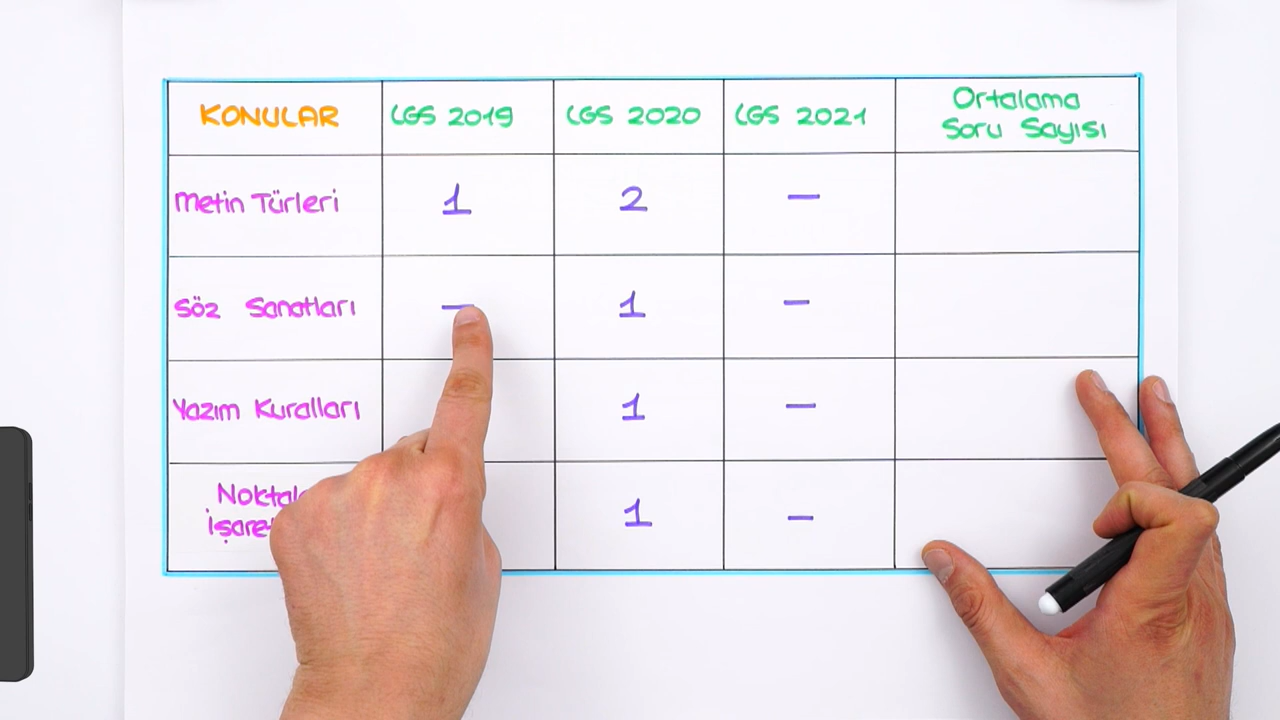 KONULAR LGS 2019 LGS 2020 LGS 2021 Ortalama
Soru Sayısı
Metin Türleri 1 2 –
Söz Sanatları – 1 –
Yazım Kuralları 1 –
1 –